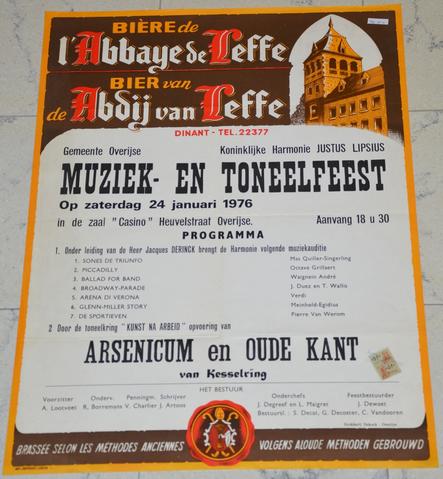 BIÈRE de
l'Abbaye de Leffe
BIER van
de Abdij van Leffe
DINANT - TEL. 22377
Gemeente Overijse Koninklijke Harmonie JUSTUS LIPSIUS
MUZIEK- EN TONEELFEEST
Op zaterdag 24 januari 1976
in de zaal "Casino" Heuvelstraat Overijse. Aanvang 18 u 30
PROGRAMMA
1. Onder leiding van de Heer Jacques DERINCK brengt de Harmonie volgende muziekauditie
1. SONES DE TRIUNFO Max Quiller-Singerling
2. PICCADILLY Octave Grillaert
3. BALLAD FOR BAND Waignein André
4. BROADWAY-PARADE J. Duez en T. Wallis
5. ARENA DI VERONA Verdi
6. GLENN-MILLER STORY Meinhold-Egidius
7. DE SPORTIEVEN Pierre Van Werom
2 Door de toneelkring "KUNST NA ARBEID" opvoering van
ARSENICUM en OUDE KANT
van Kesselring
HET BESTUUR
Voorzitter Onderv. Penningm. Schrijver Onderchefs Feestbestuurder
A. Lootvoet R. Borremans V. Charlier J. Artoos J. Degreef en L. Maigret J. Dewaet
Bestuursl. : S. Decat, G. Decoster, C. Vandooren
BRASSÉE SELON LES MÉTHODES ANCIENNES VOLGENS ALOUDE METHODEN GEBROUWD